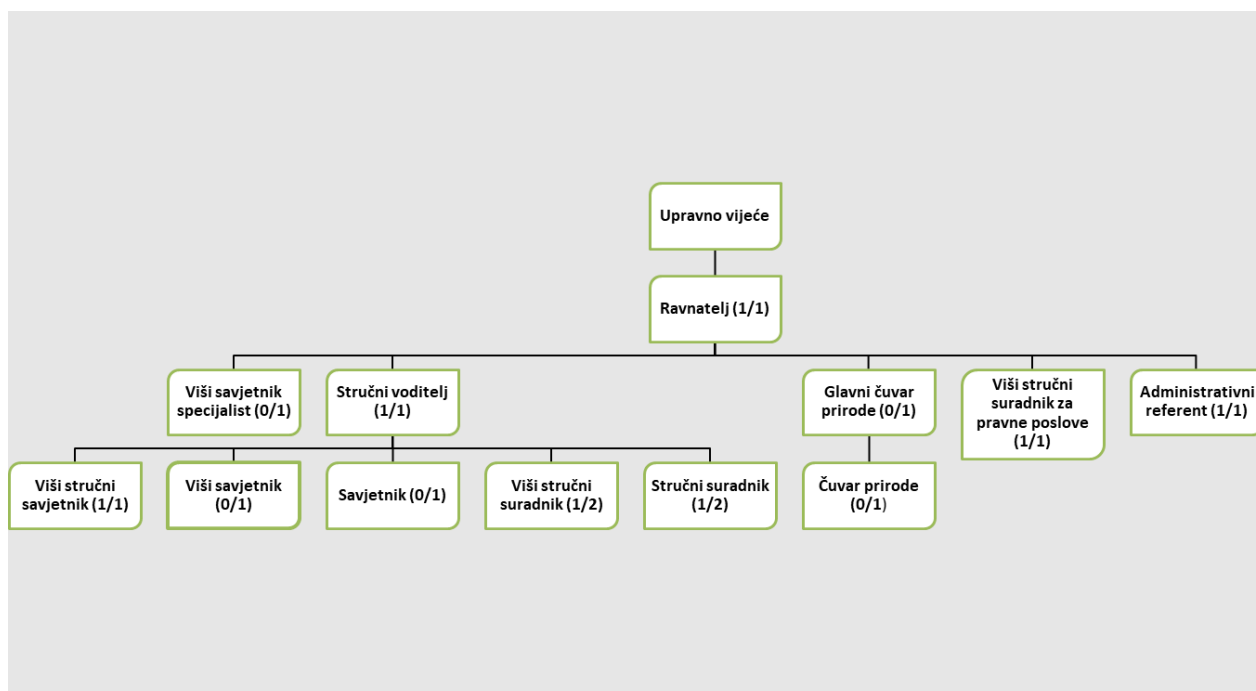 Upravno vijeće
Ravnatelj (1/1)
Viši savjetnik
specijalist (0/1)
Stručni voditelj
(1/1)
Glavni čuvar
prirode (0/1)
Viši stručni
suradnik za
pravne poslove
(1/1)
Administrativni
referent (1/1)
Viši stručni
savjetnik (1/1)
Viši savjetnik
(0/1)
Savjetnik (0/1)
Viši stručni
suradnik (1/2)
Stručni suradnik
(1/2)
Čuvar prirode
(0/1)